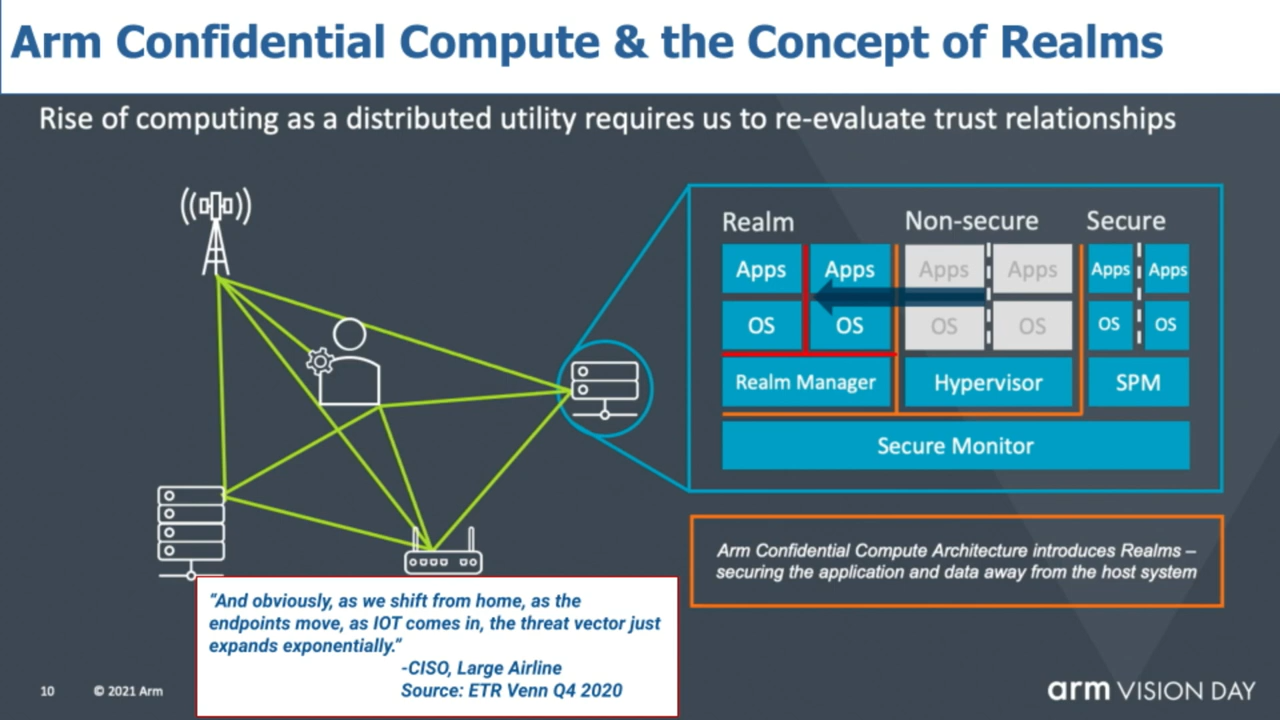 Arm Confidential Compute & the Concept of Realms
Rise of computing as a distributed utility requires us to re-evaluate trust relationships
Realm Non-secure Secure
Apps Apps Apps Apps Apps Apps
OS OS OS OS OS OS
Realm Manager Hypervisor SPM
Secure Monitor
Arm Confidential Compute Architecture introduces Realms –
securing the application and data away from the host system
“And obviously, as we shift from home, as the
endpoints move, as IOT comes in, the threat vector just
expands exponentially.”
-CISO, Large Airline
Source: ETR Venn Q4 2020
10 © 2021 Arm
arm VISION DAY